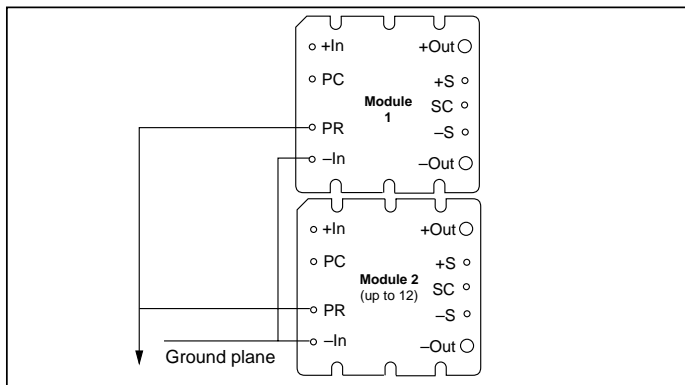 +In
+Out
PC
+S
Module
1
SC
PR
–S
–In
–Out
+In
+Out
PC
+S
Module 2
(up to 12)
SC
PR
–S
–In
–Out
Ground plane